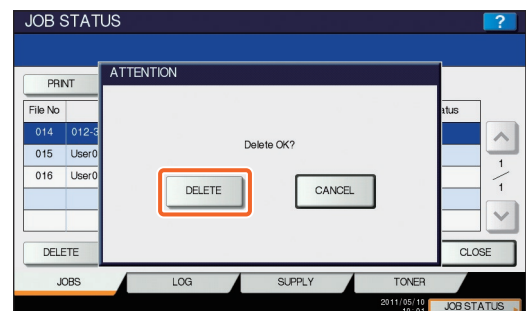 JOB STATUS ?
ATTENTION
PRINT
File No atus
014 012-3
Delete OK?
015 User0
016 User0
1
1
DELETE CANCEL
DELETE CLOSE
JOBS LOG SUPPLY TONER
2011/05/10
JOB STATUS